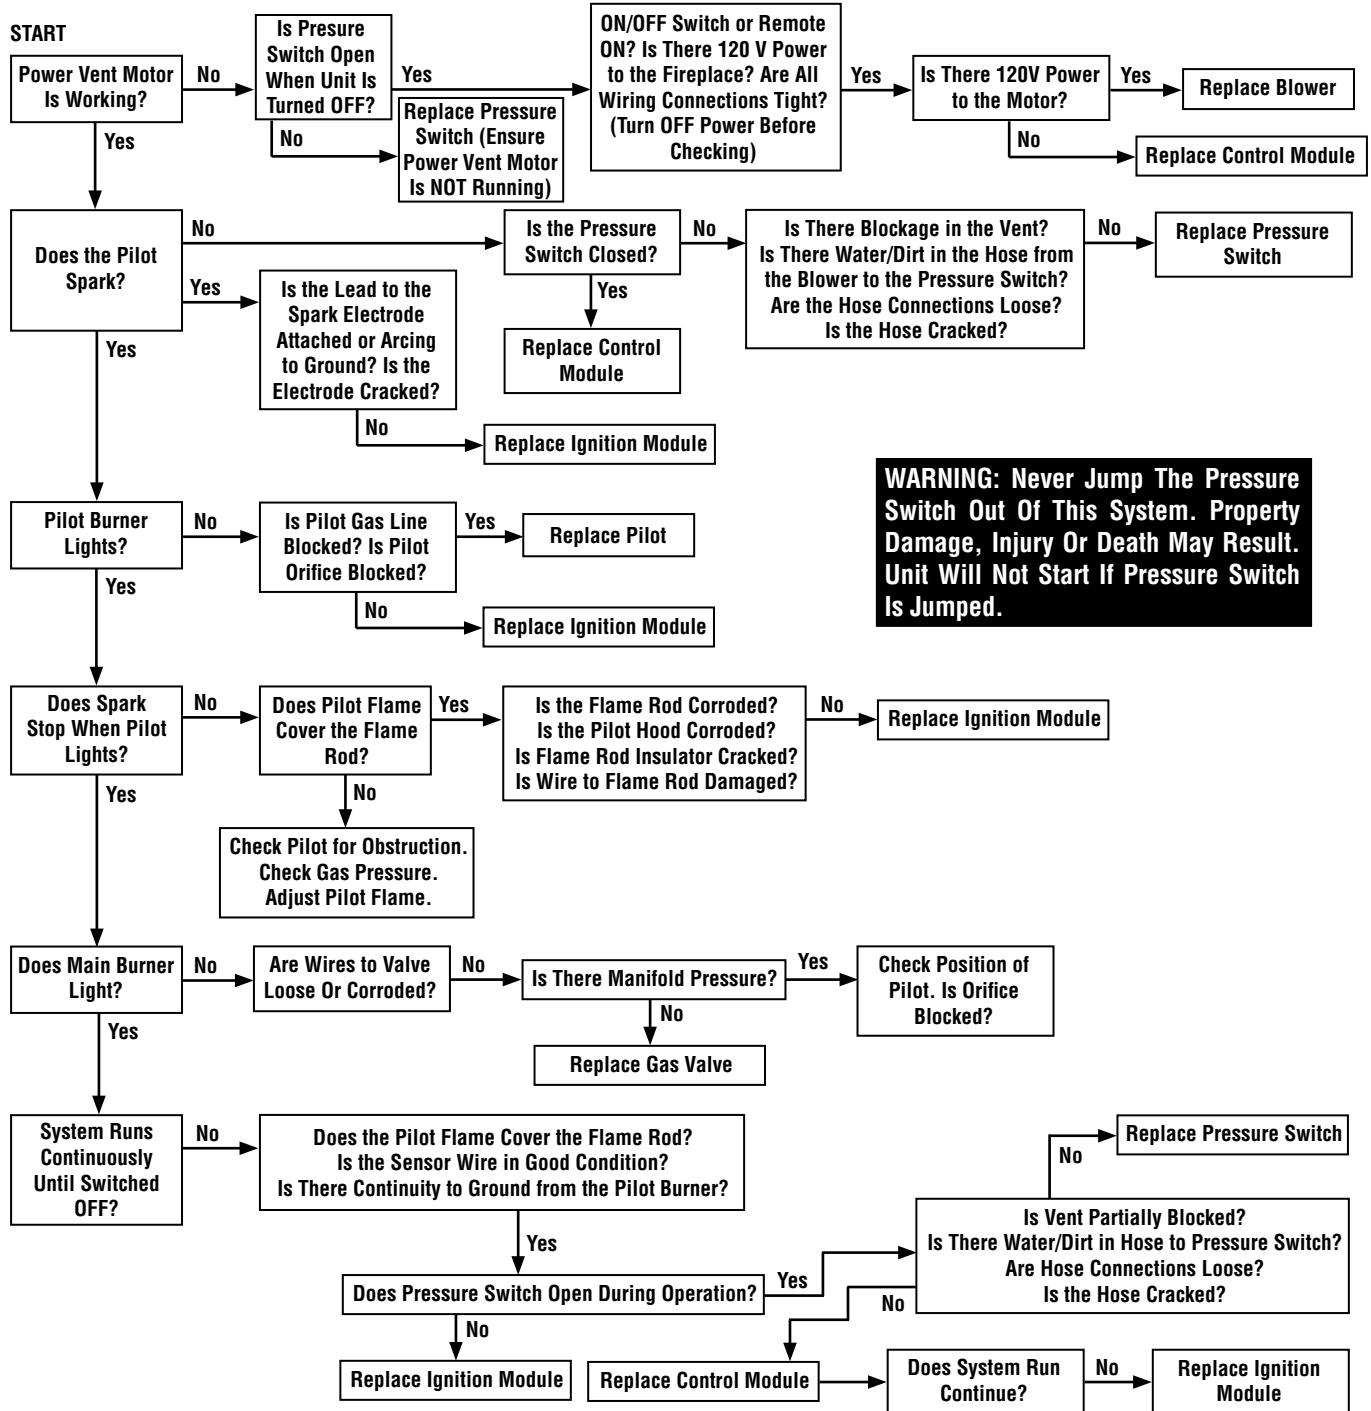 START
Power Vent Motor
Is Working?
No
Is Presure
Switch Open
When Unit Is
Turned OFF?
Yes
No
Replace Pressure
Switch (Ensure
Power Vent Motor
Is NOT Running)
ON/OFF Switch or Remote
ON? Is There 120 V Power
to the Fireplace? Are All
Wiring Connections Tight?
(Turn OFF Power Before
Checking)
Yes
Is There 120V Power
to the Motor?
Yes
Replace Blower
No
Replace Control Module
Yes
Does the Pilot
Spark?
No
Is the Pressure
Switch Closed?
No
Is There Blockage in the Vent?
Is There Water/Dirt in the Hose from
the Blower to the Pressure Switch?
Are the Hose Connections Loose?
Is the Hose Cracked?
No
Replace Pressure
Switch
Yes
Replace Control
Module
Yes
Is the Lead to the
Spark Electrode
Attached or Arcing
to Ground? Is the
Electrode Cracked?
No
Replace Ignition Module
Yes
WARNING: Never Jump The Pressure
Switch Out Of This System. Property
Damage, Injury Or Death May Result.
Unit Will Not Start If Pressure Switch
Is Jumped.
Pilot Burner
Lights?
No
Is Pilot Gas Line
Blocked? Is Pilot
Orifice Blocked?
Yes
Replace Pilot
No
Replace Ignition Module
Yes
Does Spark
Stop When Pilot
Lights?
No
Does Pilot Flame
Cover the Flame
Rod?
Yes
Is the Flame Rod Corroded?
Is the Pilot Hood Corroded?
Is Flame Rod Insulator Cracked?
Is Wire to Flame Rod Damaged?
No
Replace Ignition Module
No
Check Pilot for Obstruction.
Check Gas Pressure.
Adjust Pilot Flame.
Yes
Does Main Burner
Light?
No
Are Wires to Valve
Loose Or Corroded?
No
Is There Manifold Pressure?
Yes
Check Position of
Pilot. Is Orifice
Blocked?
No
Replace Gas Valve
Yes
System Runs
Continuously
Until Switched
OFF?
No
Does the Pilot Flame Cover the Flame Rod?
Is the Sensor Wire in Good Condition?
Is There Continuity to Ground from the Pilot Burner?
Yes
Does Pressure Switch Open During Operation?
Yes
Is Vent Partially Blocked?
Is There Water/Dirt in Hose to Pressure Switch?
Are Hose Connections Loose?
Is the Hose Cracked?
No
Replace Pressure Switch
No
Replace Control Module
No
Replace Ignition Module
Does System Run
Continue?
No
Replace Ignition
Module